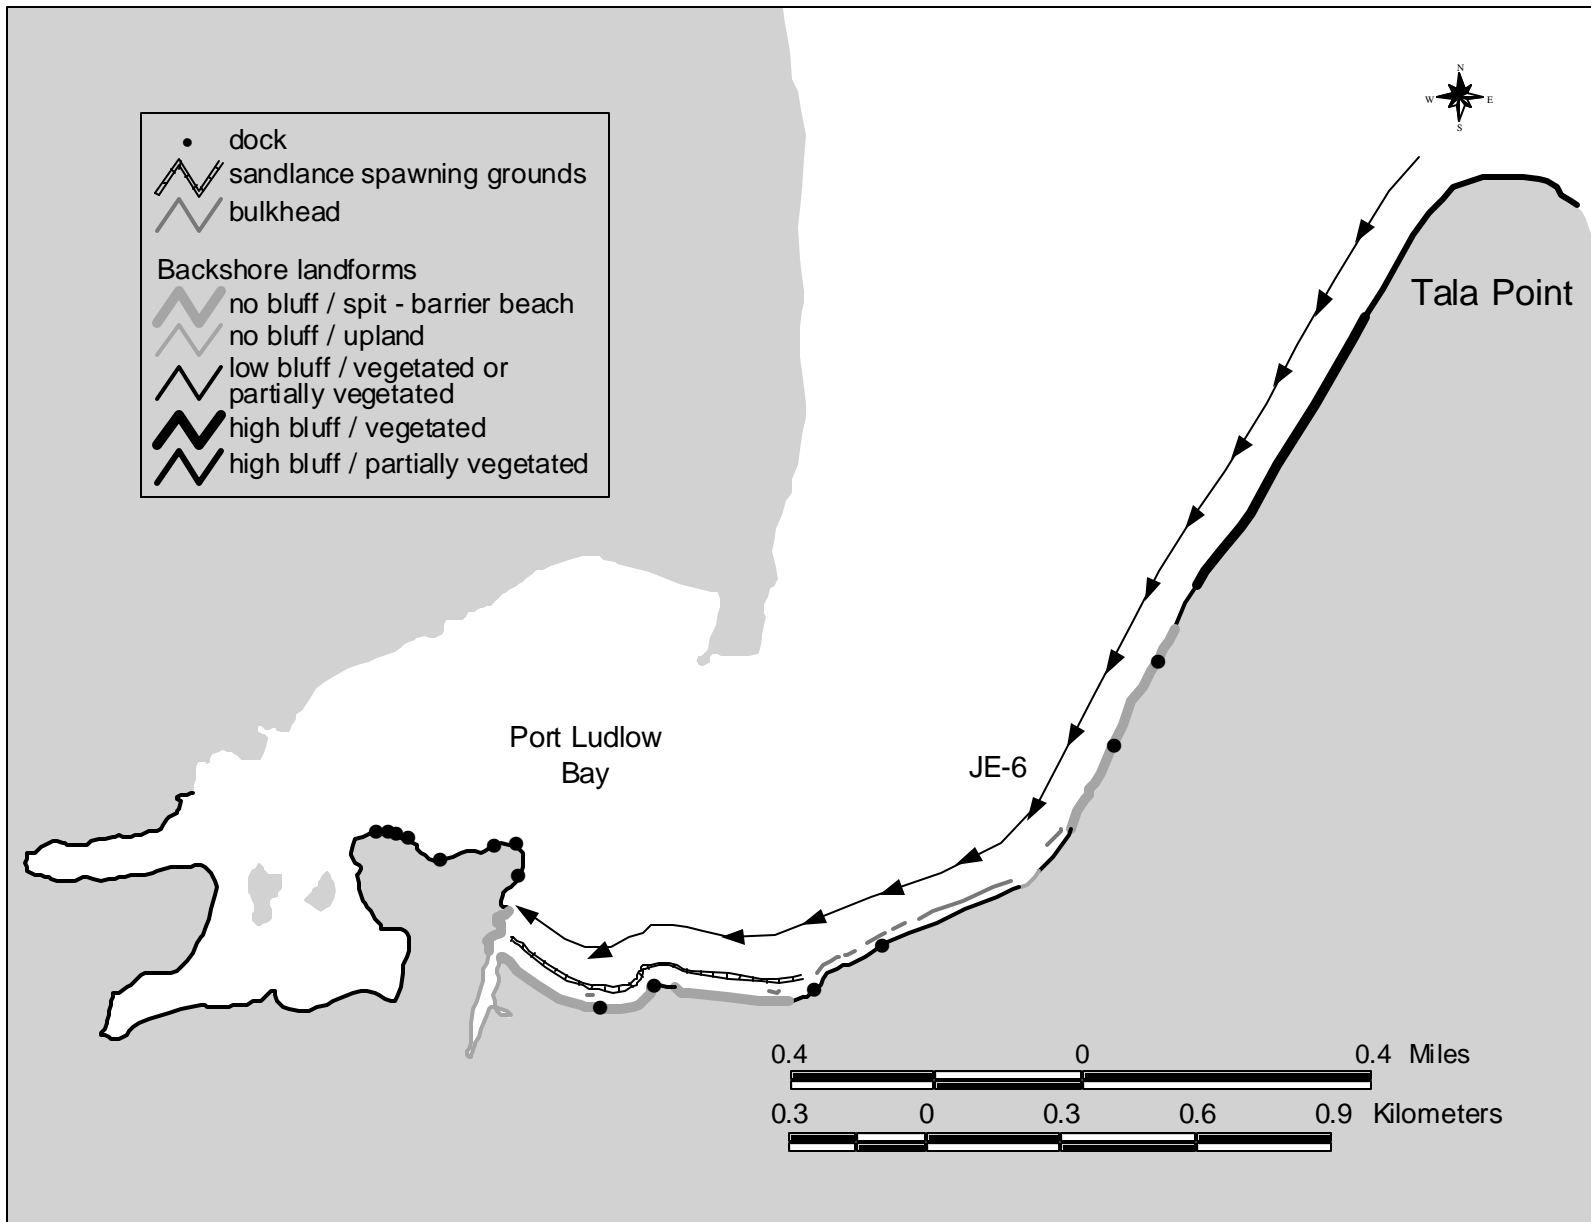 N
W E
S
dock
sandlance spawning grounds
bulkhead
Backshore landforms
no bluff / spit - barrier beach
no bluff / upland
low bluff / vegetated or
partially vegetated
high bluff / vegetated
high bluff / partially vegetated
Tala Point
Port Ludlow
Bay
JE-6
0.4 0 0.4 Miles
0.3 0 0.3 0.6 0.9 Kilometers